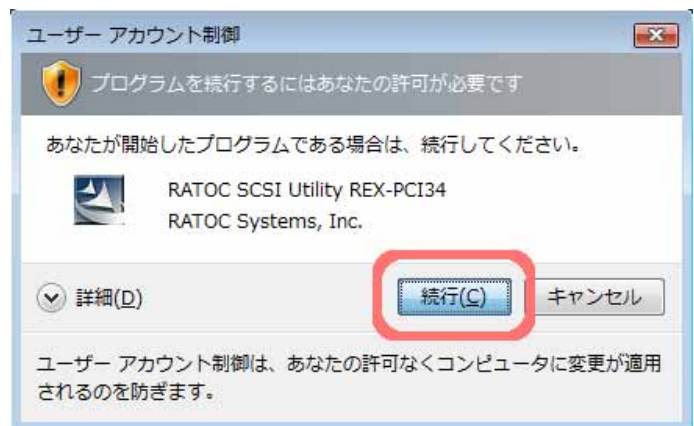 ユーザー アカウント制御
プログラムを続行するにはあなたの許可が必要です
あなたが開始したプログラムである場合は、続行してください。
RATOC SCSI Utility REX-PCI34
RATOC Systems, Inc.
詳細(D)
続行(C)
キャンセル
ユーザー アカウント制御は、あなたの許可なくコンピュータに変更が適用
されるのを防ぎます。